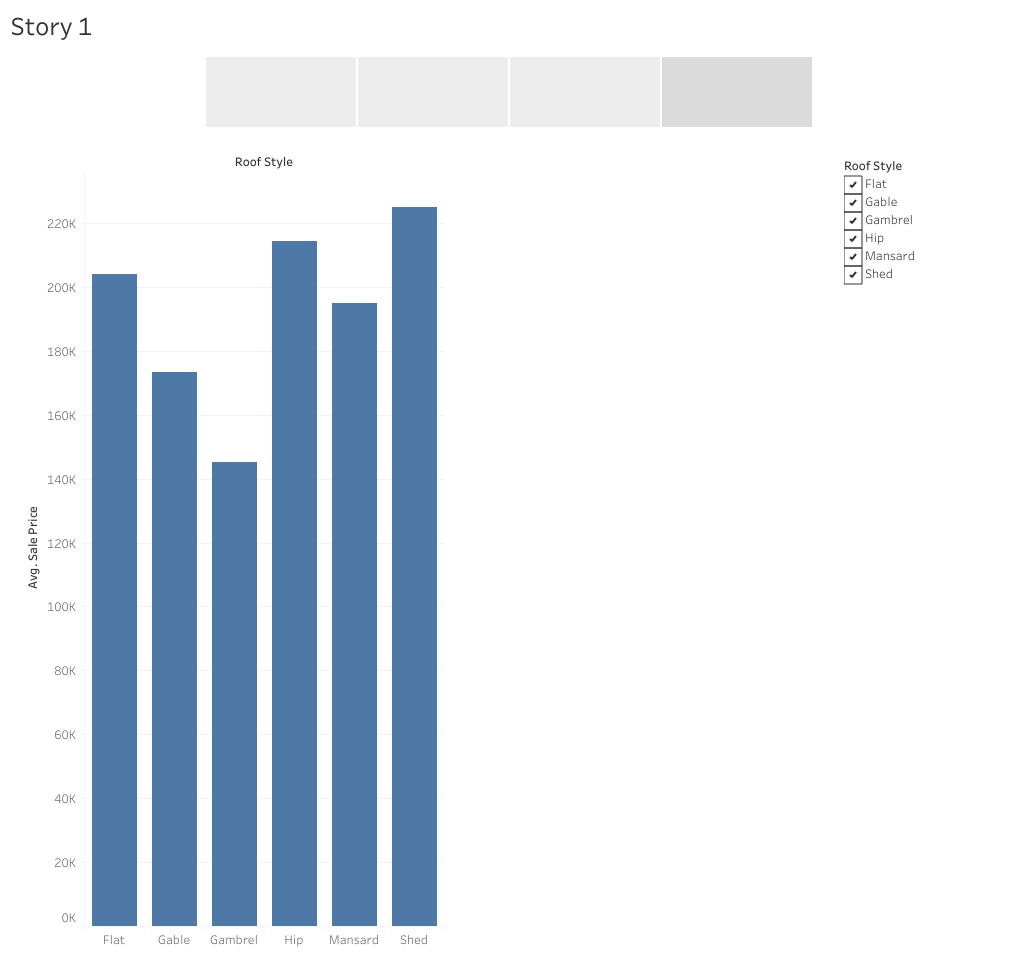 Story 1
Roof Style
220K
200K
180K
160K
140K
120K
100K
80K
60K
40K
20K
0K
Avg. Sale Price
Flat Gable Gambrel Hip Mansard Shed
Roof Style
Flat
Gable
Gambrel
Hip
Mansard
Shed